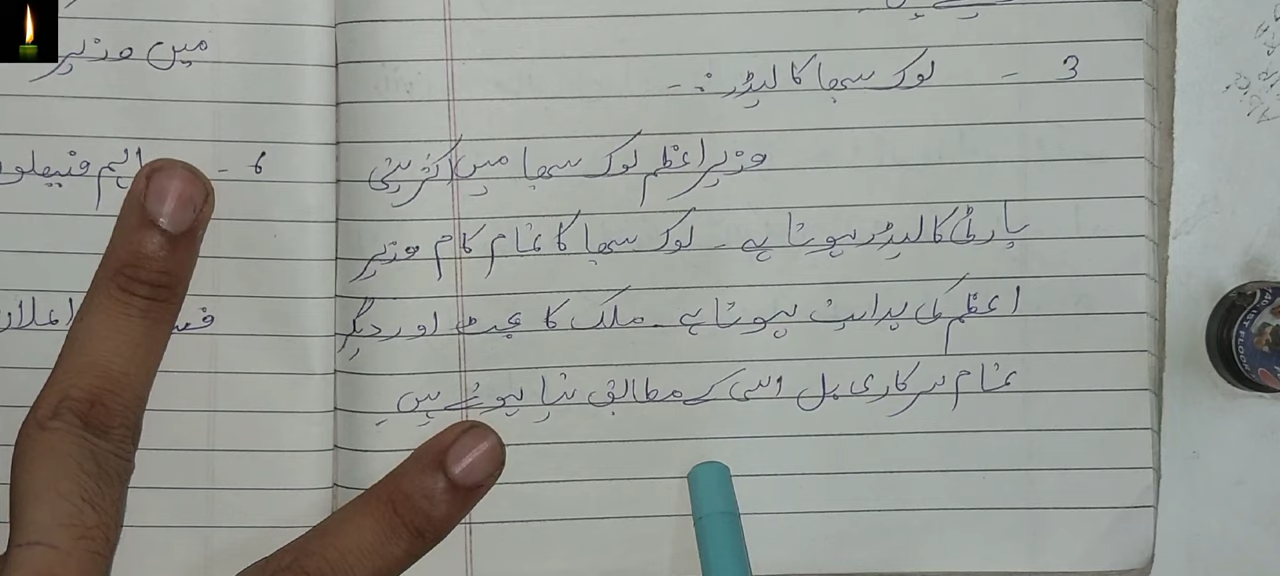 3 - لوک سبھا کا لیڈر :-
وزیر اعظم لوک سبھا میں اکثریتی
پارٹی کا لیڈر ہوتا ہے - لوک سبھا کا تمام کام وزیر
اعظم کی ہدایت ہوتا ہے - ملک کا بجٹ اور دیگر
تمام سرکاری بل اسی کے مطابق تیار ہوتے ہیں
میں وزیر
6 - اہم فیصلو
اعلان